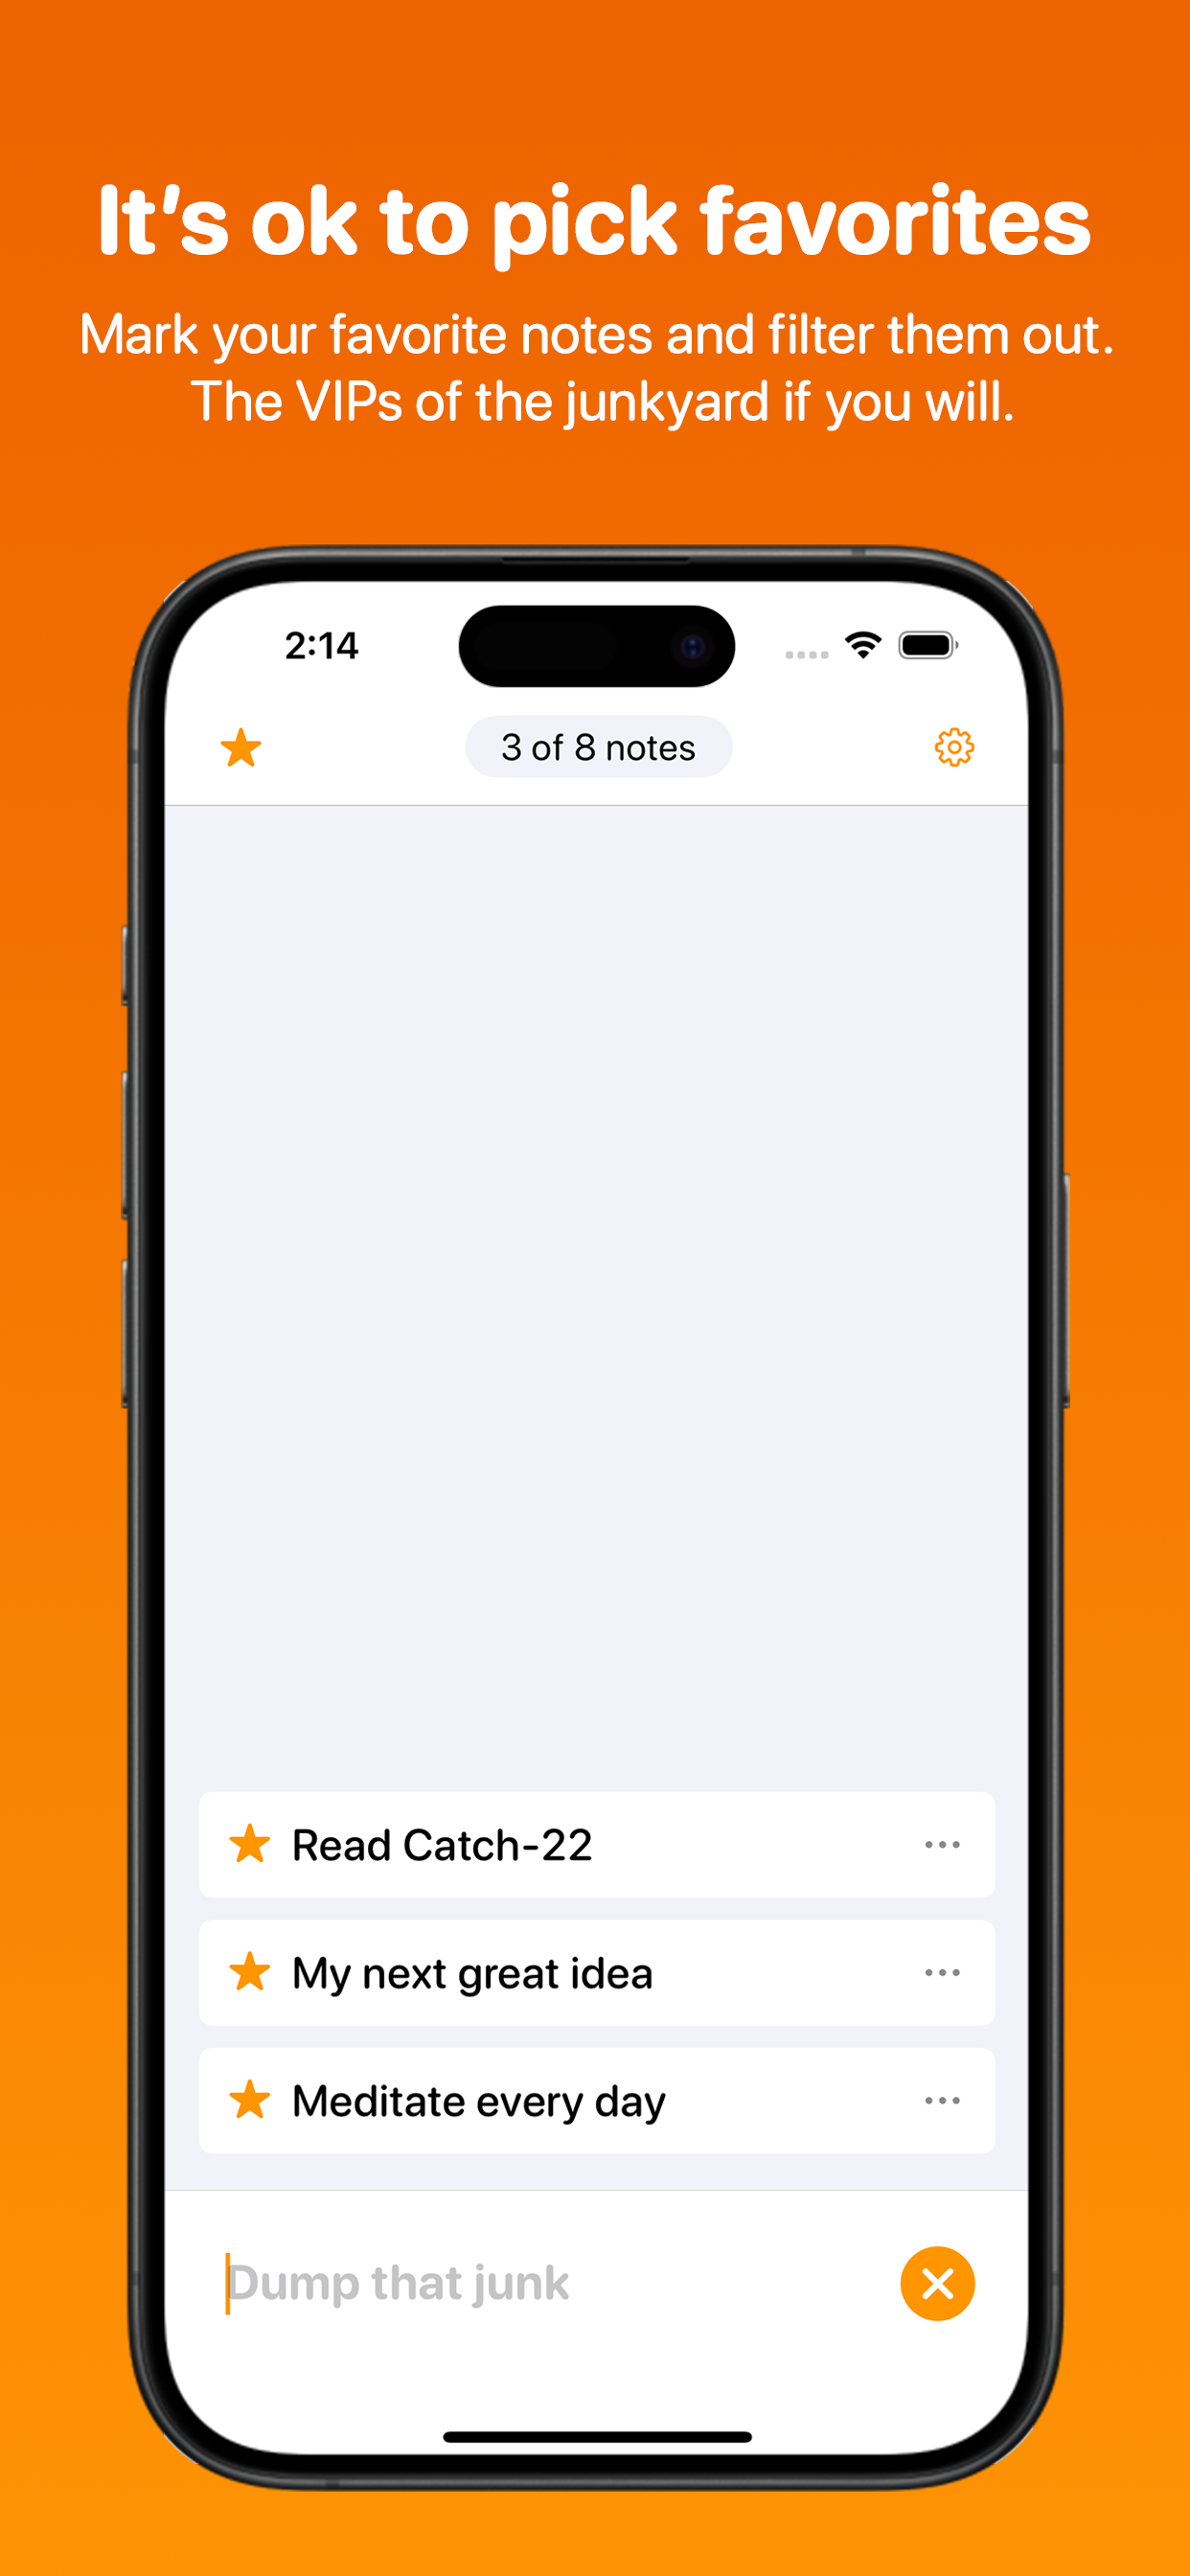 It's ok to pick favorites
Mark your favorite notes and filter them out.
The VIPs of the junkyard if you will.
2:14
3 of 8 notes
Read Catch-22
My next great idea
Meditate every day
Dump that junk